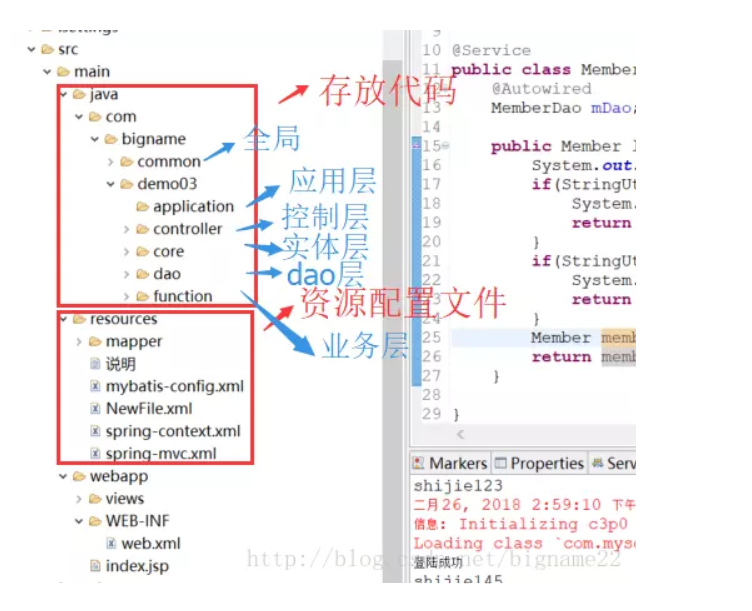 src
main
java
com
bigname
common
demo03
application
controller
core
dao
function
resources
mapper
说明
mybatis-config.xml
NewFile.xml
spring-context.xml
spring-mvc.xml
webapp
views
WEB-INF
web.xml
index.jsp
存放代码
全局
应用层
控制层
实体层
dao层
资源配置文件
业务层
9
10 @Service
11 public class Member
@Autowired
13 MemberDao mDao;
14
15 public Member
16 System.out.
17 if(StringUt
18 System.
19 return
20 }
21 if(StringUt
22 System.
23 return
24 }
25 Member memb
26 return memb
27 }
28
29 }
Markers Properties Serv
shijie123
二月26, 2018 2:59:10 下午
信息: Initializing c3p0
Loading class `com.myso
登陆成功
shijie145
http://blog.csdn.net/bigname22